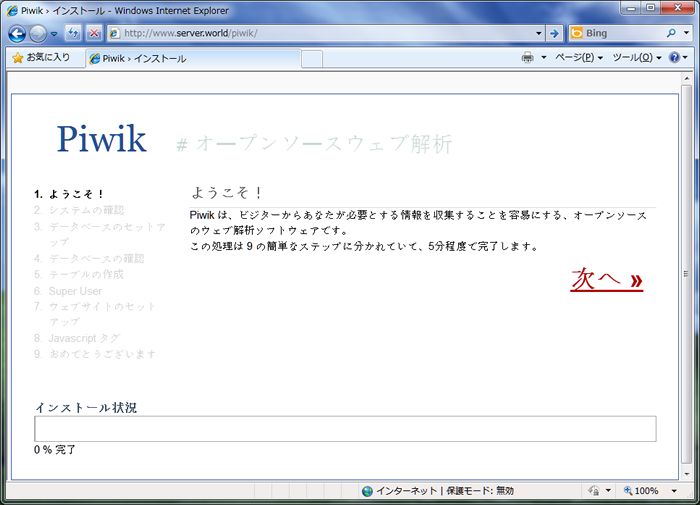 Piwik › インストール - Windows Internet Explorer
http://www.server.world/piwik/
Bing
お気に入り
Piwik › インストール
ページ(P)
ツール(O)
Piwik # オープンソースウェブ解析
1. ようこそ！
2. システムの確認
3. データベースのセットア
ップ
4. データベースの確認
5. テーブルの作成
6. Super User
7. ウェブサイトのセット
アップ
8. Javascript タグ
9. おめでとうございます
ようこそ！
Piwik は、ビジターからあなたが必要とする情報を収集することを容易にする、オープンソース
のウェブ解析ソフトウェアです。
この処理は 9 の簡単なステップに分かれていて、5分程度で完了します。
次へ »
インストール状況
0 % 完了
インターネット | 保護モード: 無効
100%